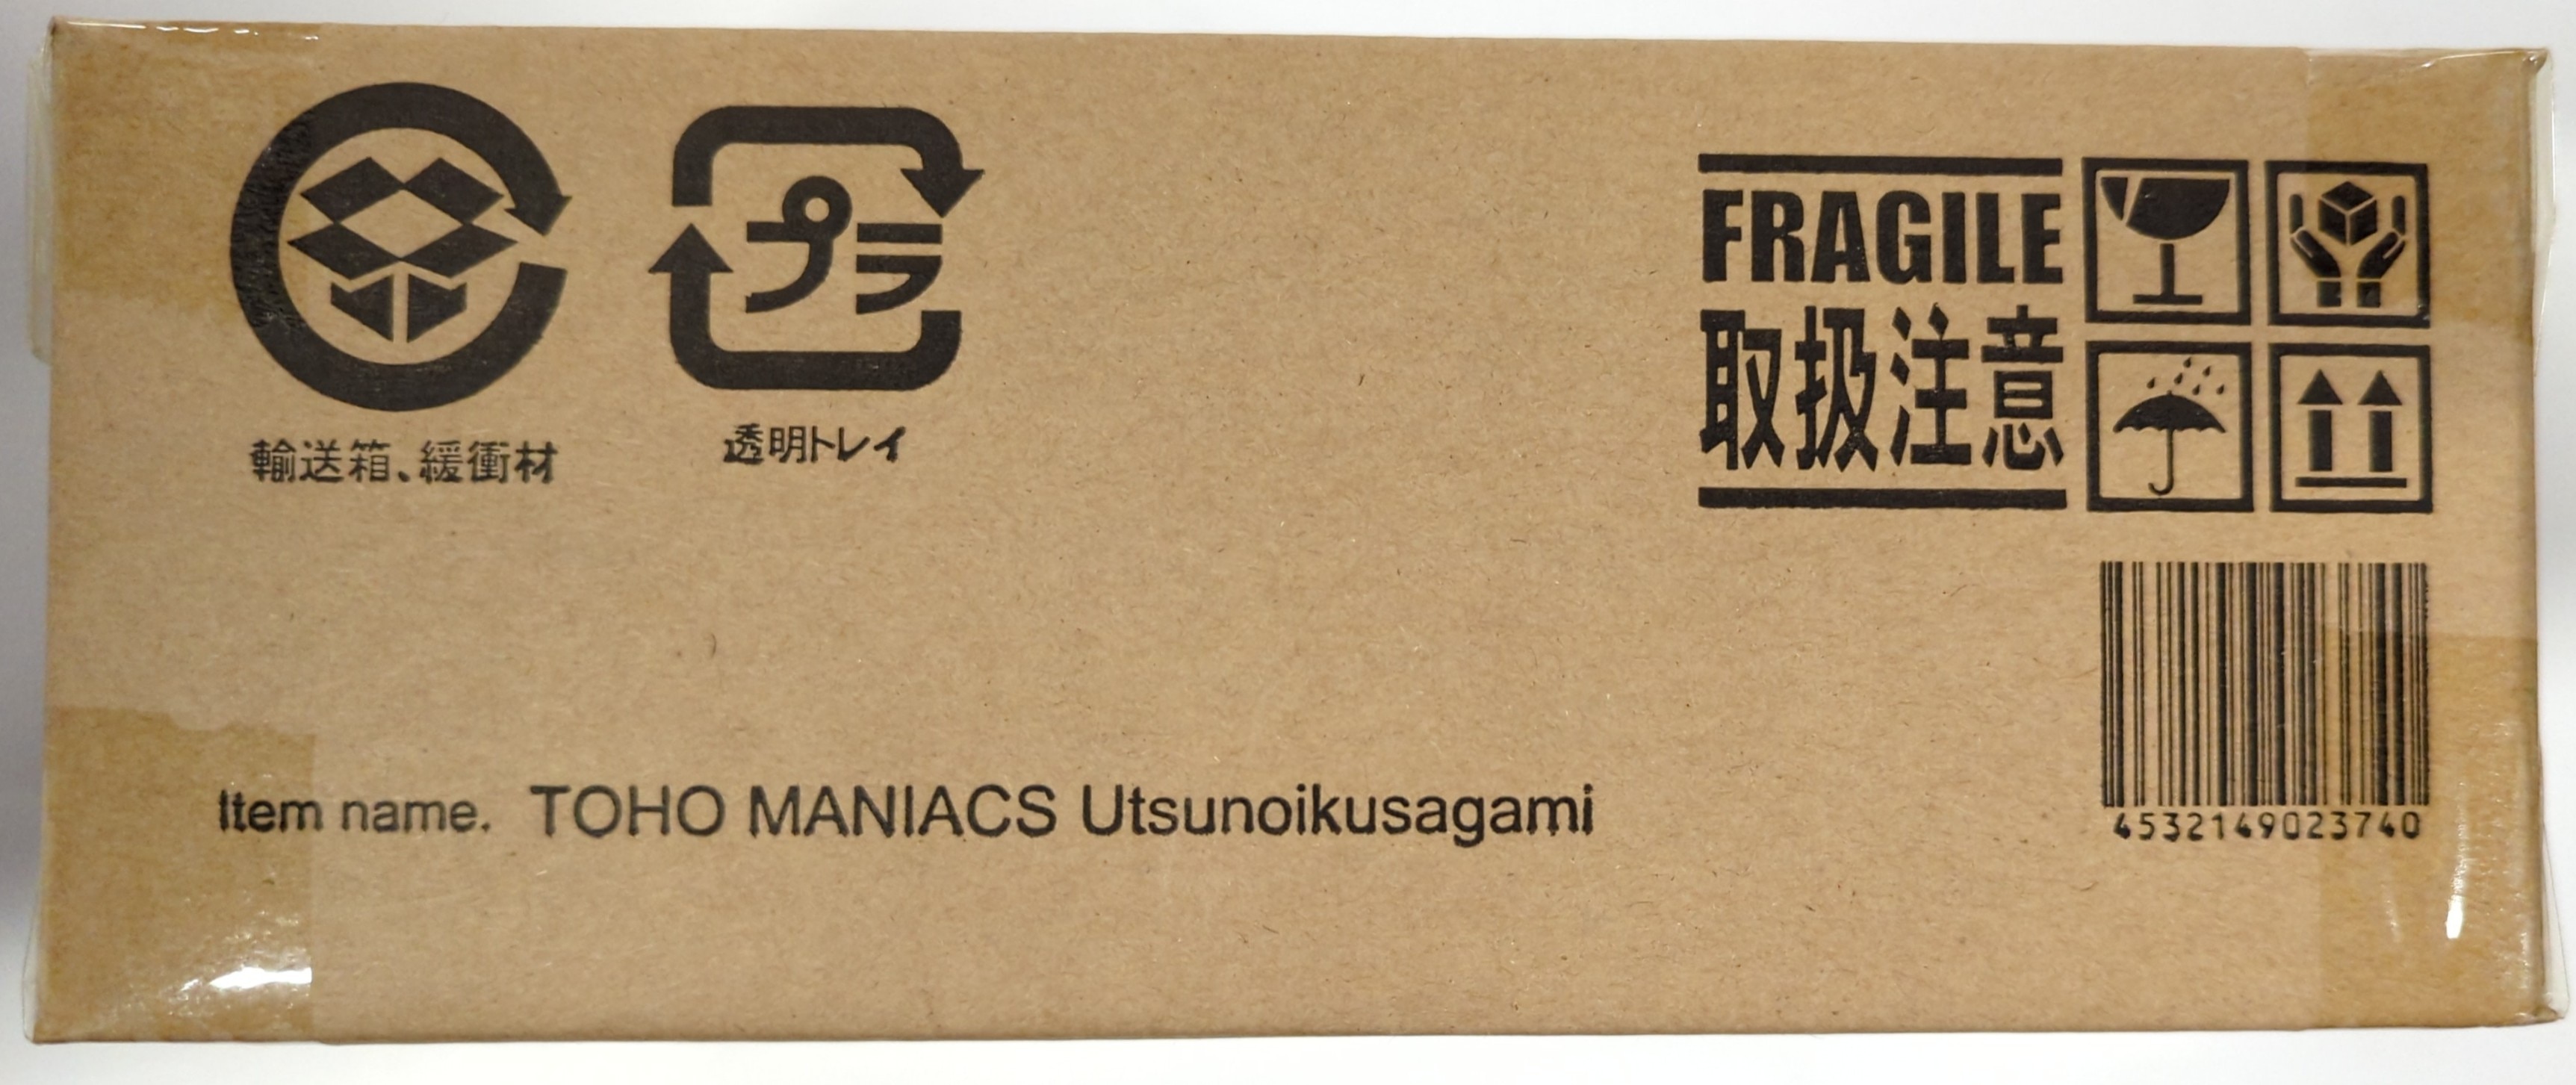 プラ
輸送箱、緩衝材
透明トレイ
FRAGILE
取扱注意
Item name. TOHO MANIACS Utsunoikusagami
4532149023740